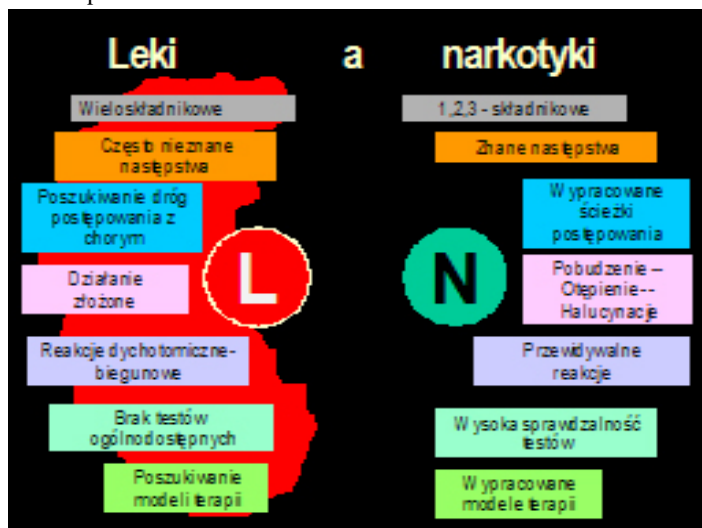 Leki a narkotyki
Wieloskładnikowe
1,2,3 - składnikowe
Często nieznane
następstwa
Znane następstwa
Poszukiwanie dróg
postępowania z
chorym
Wypracowane
ścieżki
postępowania
L
N
Działanie
złożone
Pobudzenie –
Otępienie--
Halucynacje
Reakcje dychotomiczne-
biegunowe
Przewidywalne
reakcje
Brak testów
ogólnodostępnych
Wysoka sprawdzalność
testów
Poszukiwanie
modeli terapii
Wypracowane
modele terapii